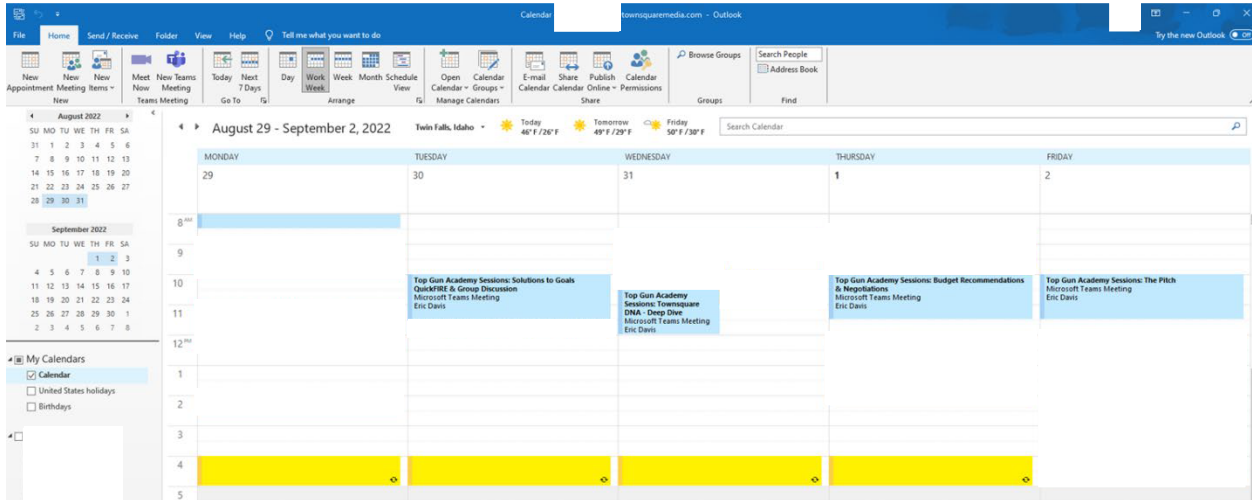 Calendar townsquaremedia.com - Outlook
File Home Send / Receive Folder View Help Tell me what you want to do Try the new Outlook Off
New Appointment
New Meeting
New Items
New
Meet Now
New Teams Meeting
Teams Meeting
Today
Next 7 Days
Go To
Day
Work Week
Week
Month
Schedule View
Arrange
Open Calendar
Calendar Groups
Manage Calendars
E-mail Calendar
Share Calendar
Publish Online
Calendar Permissions
Share
Browse Groups
Groups
Search People
Address Book
Find
August 2022
SU MO TU WE TH FR SA
31 1 2 3 4 5 6
7 8 9 10 11 12 13
14 15 16 17 18 19 20
21 22 23 24 25 26 27
28 29 30 31
September 2022
SU MO TU WE TH FR SA
1 2 3
4 5 6 7 8 9 10
11 12 13 14 15 16 17
18 19 20 21 22 23 24
25 26 27 28 29 30 1
2 3 4 5 6 7 8
My Calendars
Calendar
United States holidays
Birthdays
August 29 - September 2, 2022
Twin Falls, Idaho
Today
46° F / 26° F
Tomorrow
49° F / 29° F
Friday
50° F / 30° F
Search Calendar
MONDAY TUESDAY WEDNESDAY THURSDAY FRIDAY
29 30 31 1 2
8 AM
9
10
11
12 PM
1
2
3
4
5
Top Gun Academy Sessions: Solutions to Goals
QuickFIRE & Group Discussion
Microsoft Teams Meeting
Eric Davis
Top Gun Academy
Sessions: Townsquare
DNA - Deep Dive
Microsoft Teams Meeting
Eric Davis
Top Gun Academy Sessions: Budget Recommendations
& Negotiations
Microsoft Teams Meeting
Eric Davis
Top Gun Academy Sessions: The Pitch
Microsoft Teams Meeting
Eric Davis